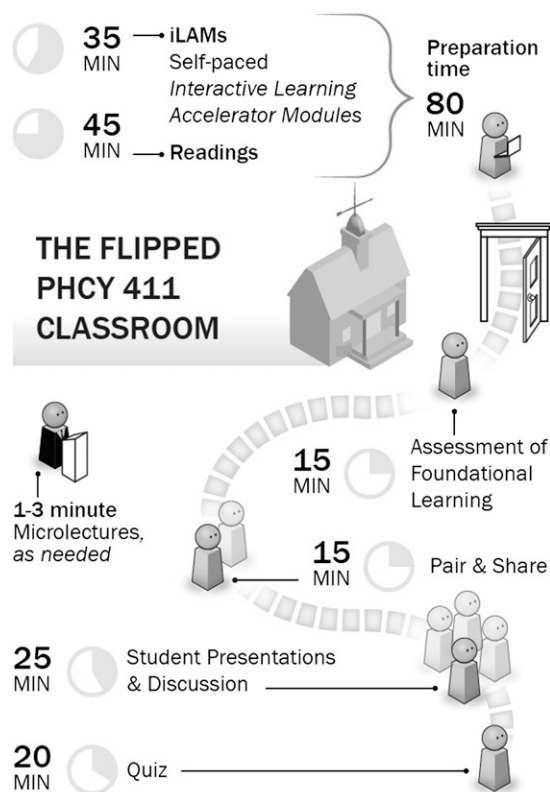 35
MIN
iLAMs
Self-paced
Interactive Learning
Accelerator Modules
45
MIN
Readings
Preparation
time
80
MIN
THE FLIPPED
PHCY 411
CLASSROOM
15
MIN
Assessment of
Foundational
Learning
1-3 minute
Microlectures,
as needed
15
MIN
Pair & Share
25
MIN
Student Presentations
& Discussion
20
MIN
Quiz